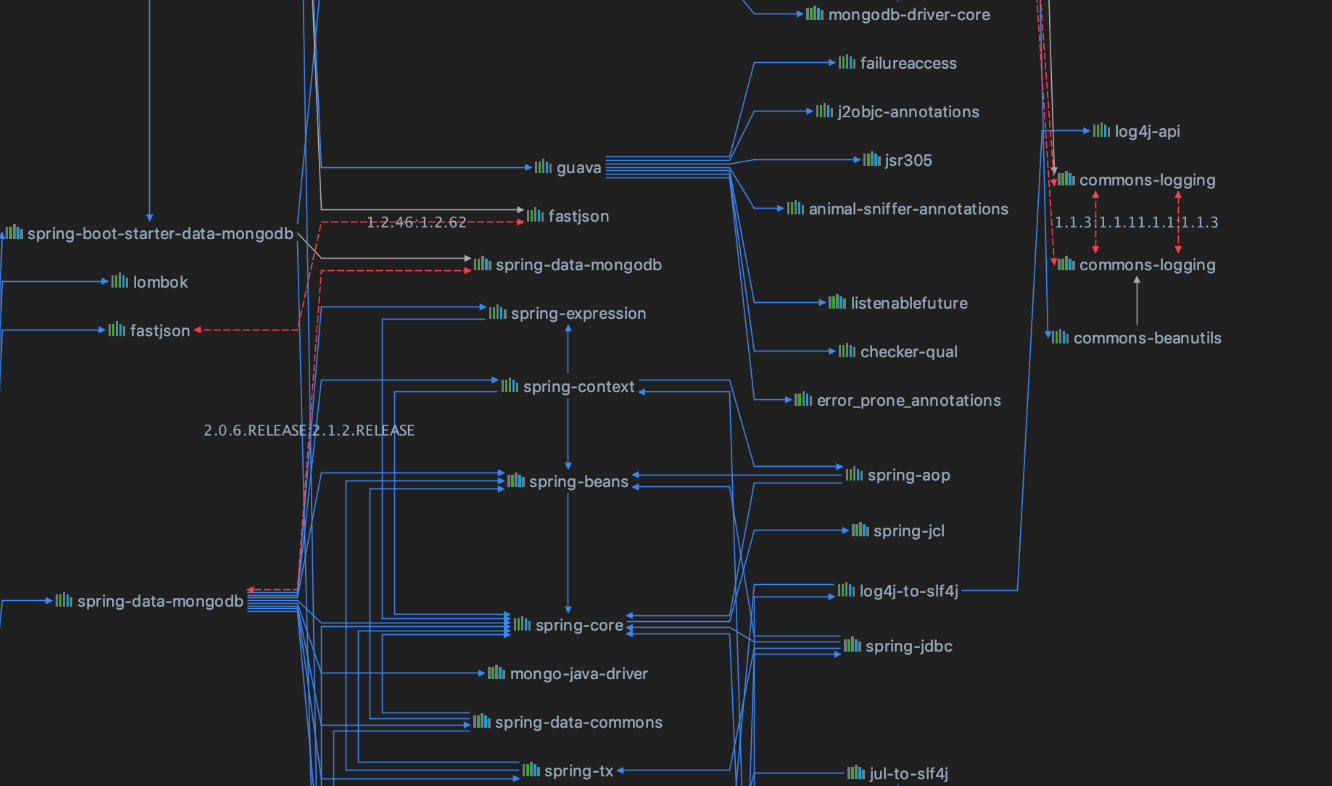 mongodb-driver-core
failureaccess
j2objc-annotations
log4j-api
jsr305
guava
commons-logging
animal-sniffer-annotations
fastjson
1.2.46:1.2.62
1.1.3:1.1.11.1.1:1.1.3
spring-boot-starter-data-mongodb
spring-data-mongodb
commons-logging
lombok
listenablefuture
spring-expression
fastjson
commons-beanutils
checker-qual
spring-context
error_prone_annotations
2.0.6.RELEASE:2.1.2.RELEASE
spring-aop
spring-beans
spring-jcl
log4j-to-slf4j
spring-data-mongodb
spring-core
spring-jdbc
mongo-java-driver
spring-data-commons
spring-tx
jul-to-slf4j